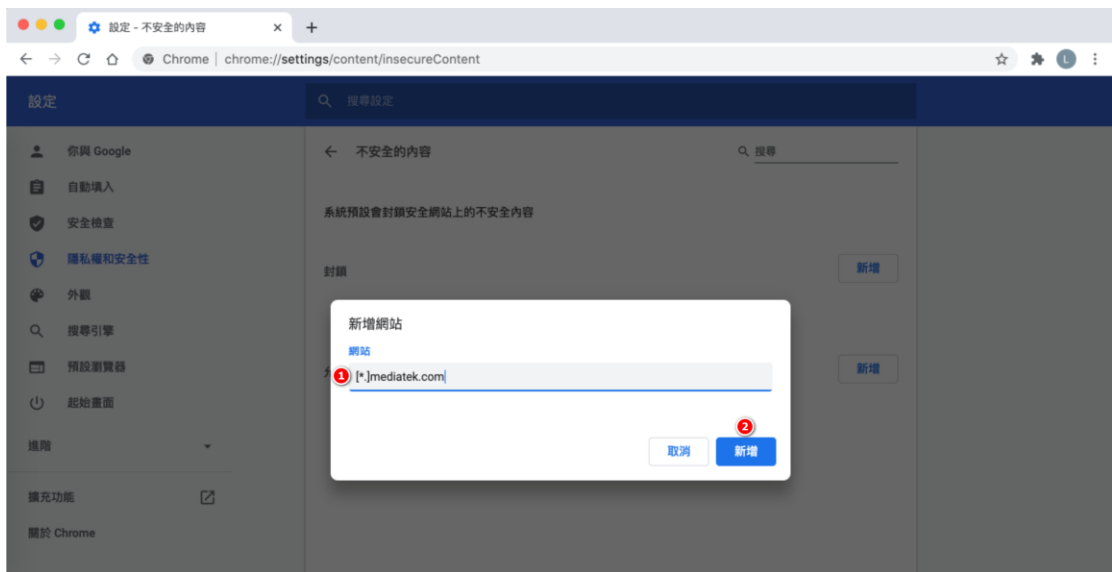 設定 - 不安全的內容
Chrome | chrome://settings/content/insecureContent
L
設定
搜尋設定
你與 Google
自動填入
安全檢查
隱私權和安全性
外觀
搜尋引擎
預設瀏覽器
起始畫面
進階
擴充功能
關於 Chrome
不安全的內容
搜尋
系統預設會封鎖安全網站上的不安全內容
封鎖
新增
新增
新增網站
網站
1
[*.]mediatek.com
2
取消
新增